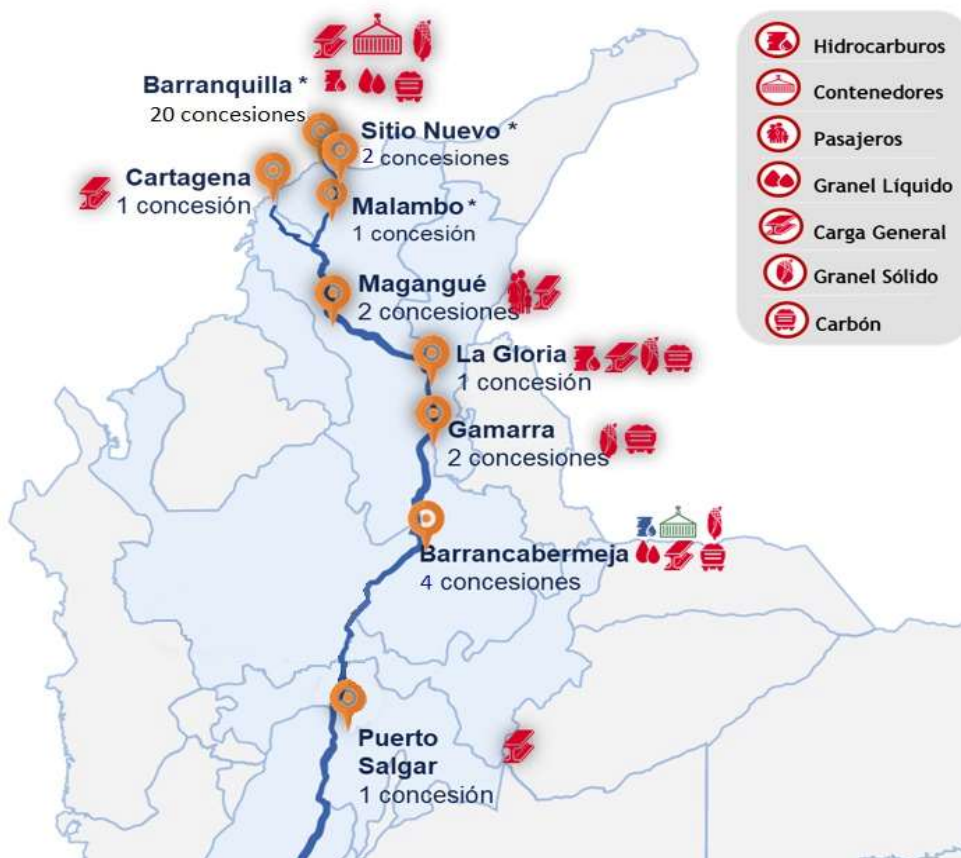 Barranquilla *
20 concesiones
Sitio Nuevo *
2 concesiones
Cartagena
1 concesión
Malambo *
1 concesión
Magangué
2 concesiones
La Gloria
1 concesión
Gamarra
2 concesiones
Barrancabermeja
4 concesiones
Puerto
Salgar
1 concesión
Hidrocarburos
Contenedores
Pasajeros
Granel Líquido
Carga General
Granel Sólido
Carbón